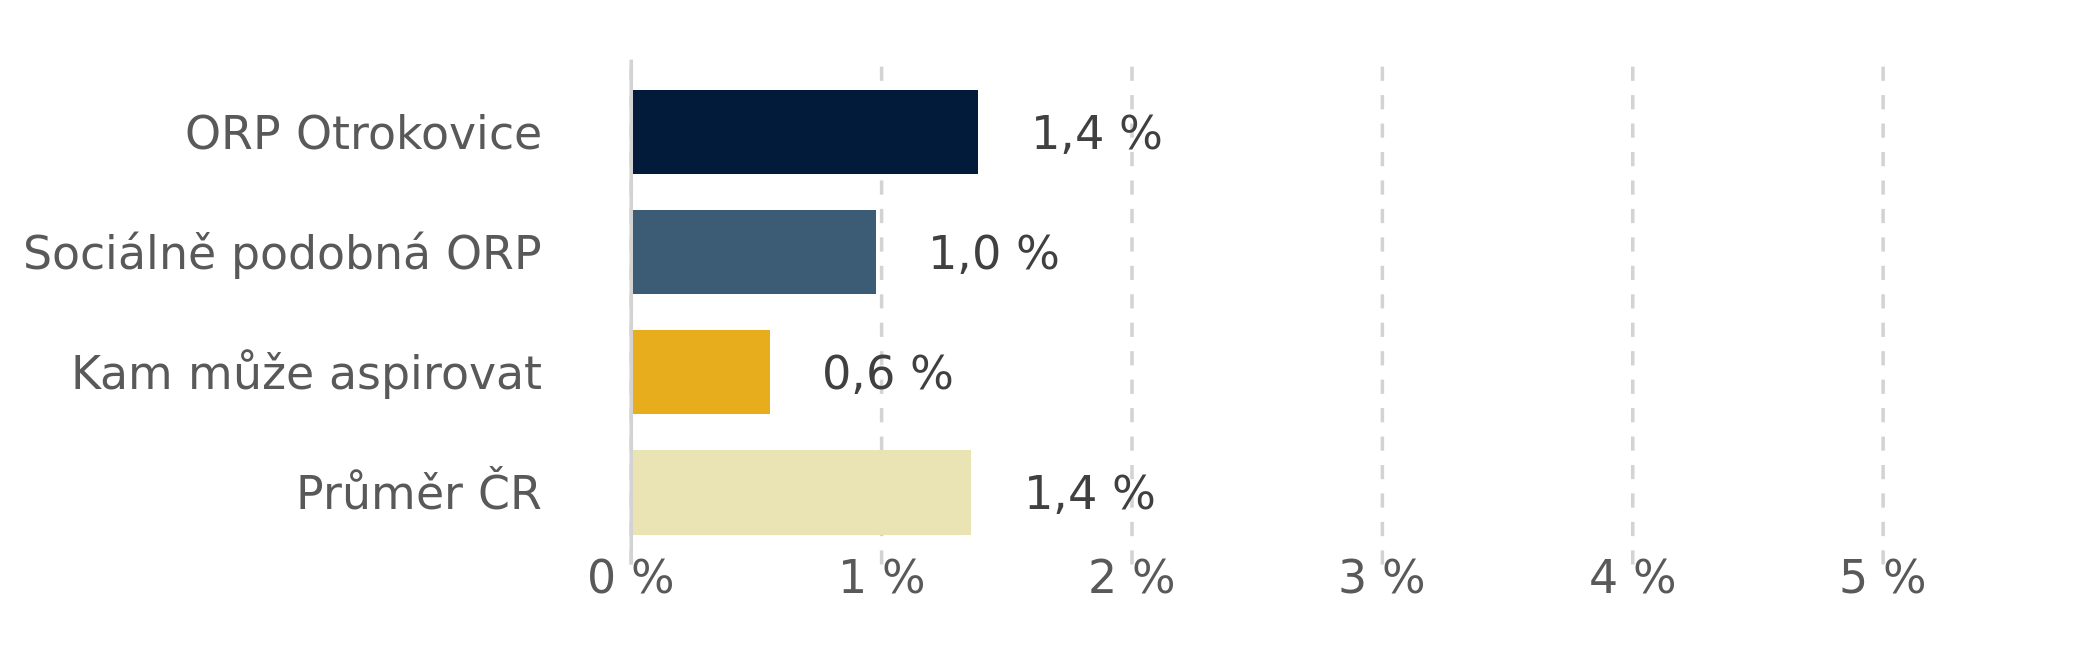 ORP Otrokovice 1,4 %
Sociálně podobná ORP 1,0 %
Kam může aspirovat 0,6 %
Průměr ČR 1,4 %
0 % 1 % 2 % 3 % 4 % 5 %